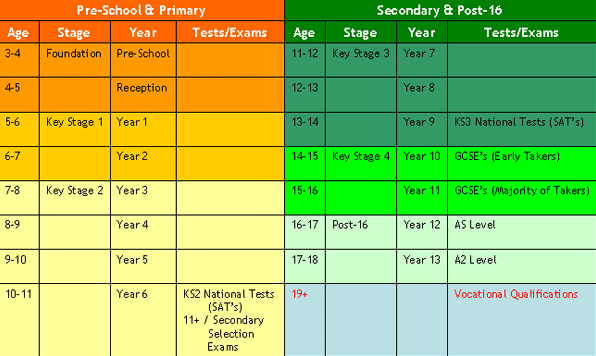 Pre-School & Primary Secondary & Post-16
Age Stage Year Tests/Exams Age Stage Year Tests/Exams
3-4 Foundation Pre-School 11-12 Key Stage 3 Year 7
4-5 Reception 12-13 Year 8
5-6 Key Stage 1 Year 1 13-14 Year 9 KS3 National Tests (SAT's)
6-7 Year 2 14-15 Key Stage 4 Year 10 GCSE's (Early Takers)
7-8 Key Stage 2 Year 3 15-16 Year 11 GCSE's (Majority of Takers)
8-9 Year 4 16-17 Post-16 Year 12 AS Level
9-10 Year 5 17-18 Year 13 A2 Level
10-11 Year 6 KS2 National Tests 19+ Vocational Qualifications
(SAT's)
11+ / Secondary
Selection
Exams